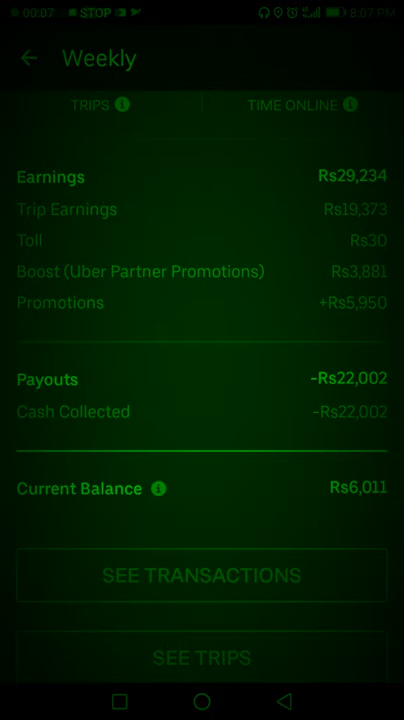 00:07 STOP 8:07 PM
Weekly
TRIPS TIME ONLINE
Earnings Rs29,234
Trip Earnings Rs19,373
Toll Rs30
Boost (Uber Partner Promotions) Rs3,881
Promotions +Rs5,950
Payouts -Rs22,002
Cash Collected -Rs22,002
Current Balance Rs6,011
SEE TRANSACTIONS
SEE TRIPS